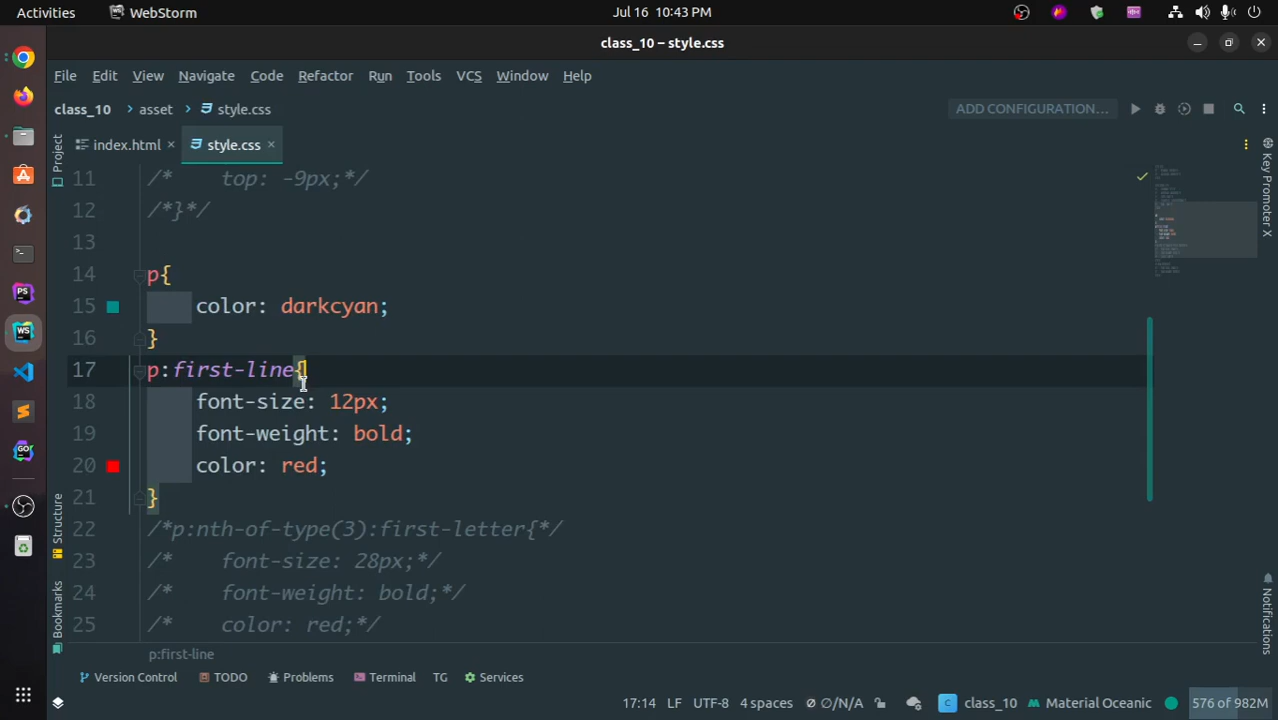 Activities WebStorm Jul 16 10:43 PM
class_10 – style.css
File Edit View Navigate Code Refactor Run Tools VCS Window Help
class_10 asset style.css ADD CONFIGURATION...
index.html style.css
Project
Structure
Bookmarks
Key Promoter X
Notifications
11 /* top: -9px;*/
12 /*}*/
13
14 p{
15 color: darkcyan;
16 }
17 p:first-line{
18 font-size: 12px;
19 font-weight: bold;
20 color: red;
21 }
22 /*p:nth-of-type(3):first-letter{*/
23 /* font-size: 28px;*/
24 /* font-weight: bold;*/
25 /* color: red;*/
p:first-line
Version Control TODO Problems Terminal TG Services
17:14 LF UTF-8 4 spaces ∅/N/A C class_10 Material Oceanic 576 of 982M
PS
WS
GO